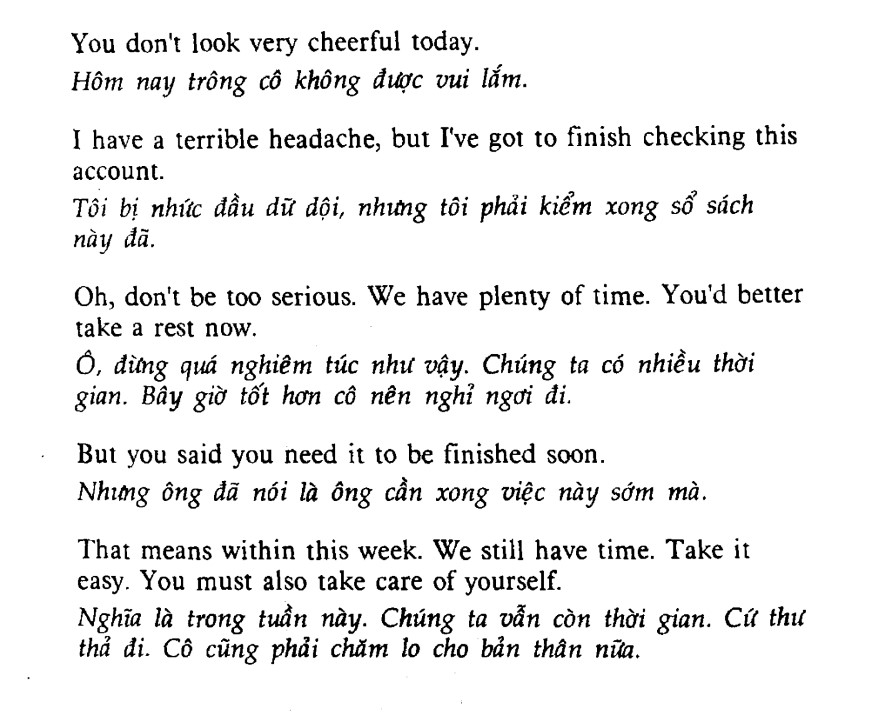 You don't look very cheerful today.
Hôm nay trông cô không được vui lắm.
I have a terrible headache, but I've got to finish checking this
account.
Tôi bị nhức đầu dữ dội, nhưng tôi phải kiểm xong sổ sách
này đã.
Oh, don't be too serious. We have plenty of time. You'd better
take a rest now.
Ô, đừng quá nghiêm túc như vậy. Chúng ta có nhiều thời
gian. Bây giờ tốt hơn cô nên nghỉ ngơi đi.
But you said you need it to be finished soon.
Nhưng ông đã nói là ông cần xong việc này sớm mà.
That means within this week. We still have time. Take it
easy. You must also take care of yourself.
Nghĩa là trong tuần này. Chúng ta vẫn còn thời gian. Cứ thư
thả đi. Cô cũng phải chăm lo cho bản thân nữa.